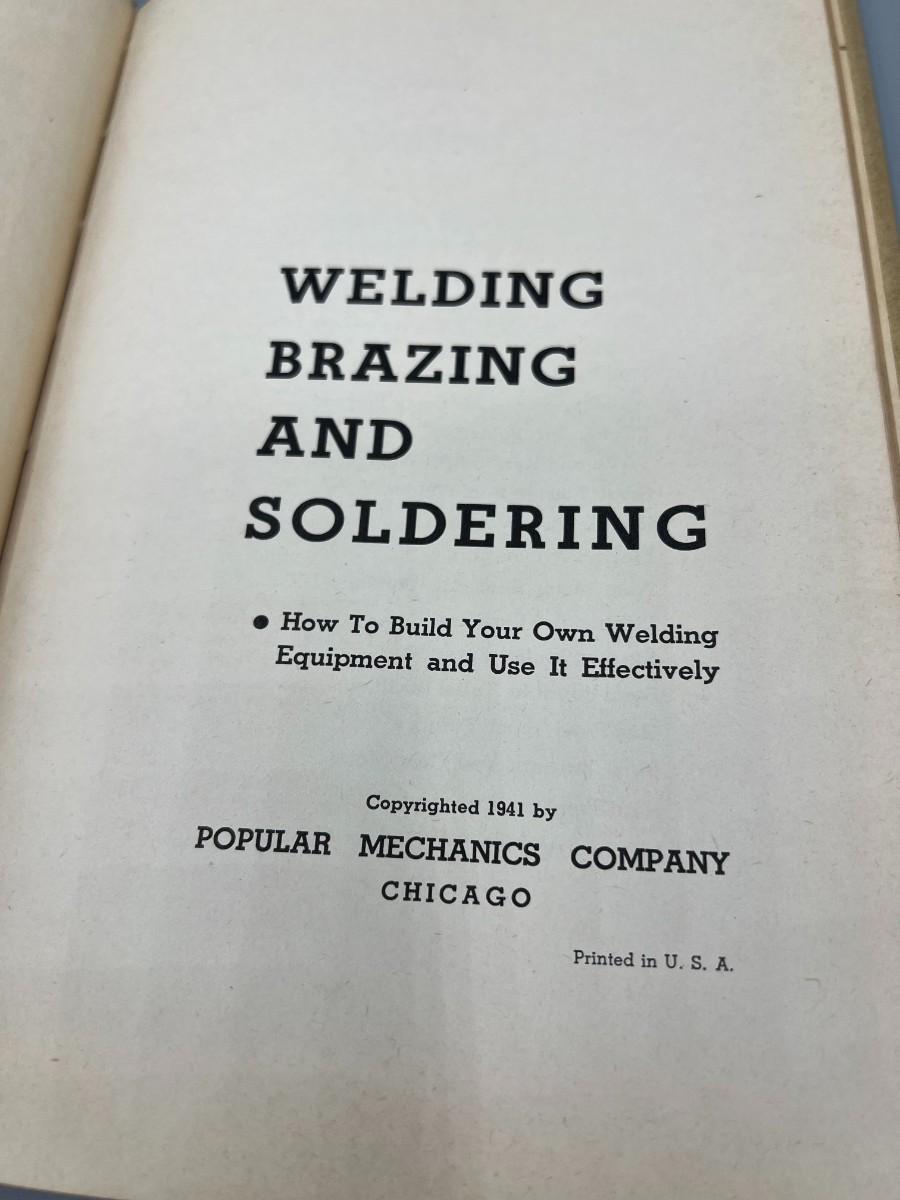 WELDING
BRAZING
AND
SOLDERING
● How To Build Your Own Welding
Equipment and Use It Effectively
Copyrighted 1941 by
POPULAR MECHANICS COMPANY
CHICAGO
Printed in U. S. A.